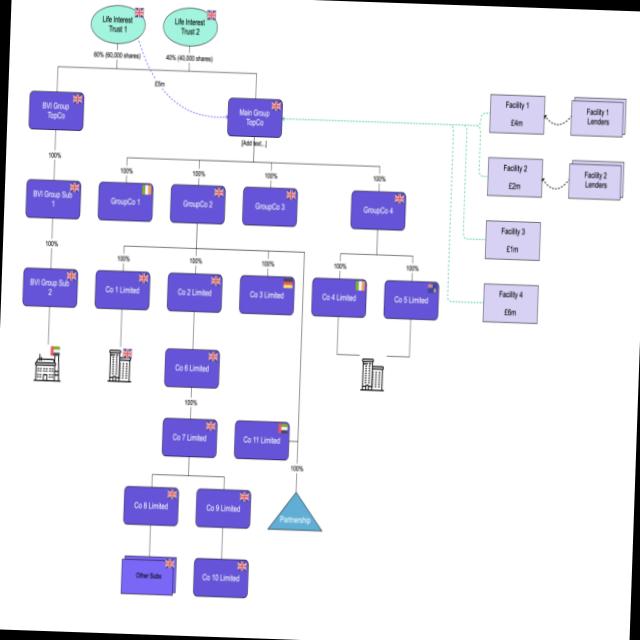 Life Interest
Trust 1
Life Interest
Trust 2
60% (60,000 shares)
40% (40,000 shares)
£5m
BVI Group
TopCo
Main Group
TopCo
[Add text...]
Facility 1
£4m
Facility 1
Lenders
100%
100%
100%
100%
100%
Facility 2
£2m
Facility 2
Lenders
BVI Group Sub
1
GroupCo 1
GroupCo 2
GroupCo 3
GroupCo 4
Facility 3
£1m
100%
100%
100%
100%
100%
100%
BVI Group Sub
2
Co 1 Limited
Co 2 Limited
Co 3 Limited
Co 4 Limited
Co 5 Limited
Facility 4
£6m
Co 6 Limited
100%
Co 7 Limited
Co 11 Limited
100%
Co 8 Limited
Co 9 Limited
Partnership
Other Subs
Co 10 Limited